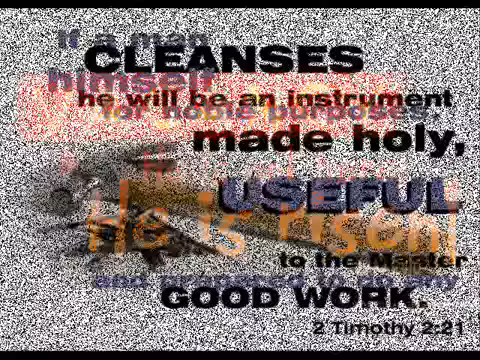 If a man
CLEANSES
himself
he will be an instrument
for noble purposes,
made holy,
USEFUL
He is risen!
to the Master
and prepared to do any
GOOD WORK.
2 Timothy 2:21